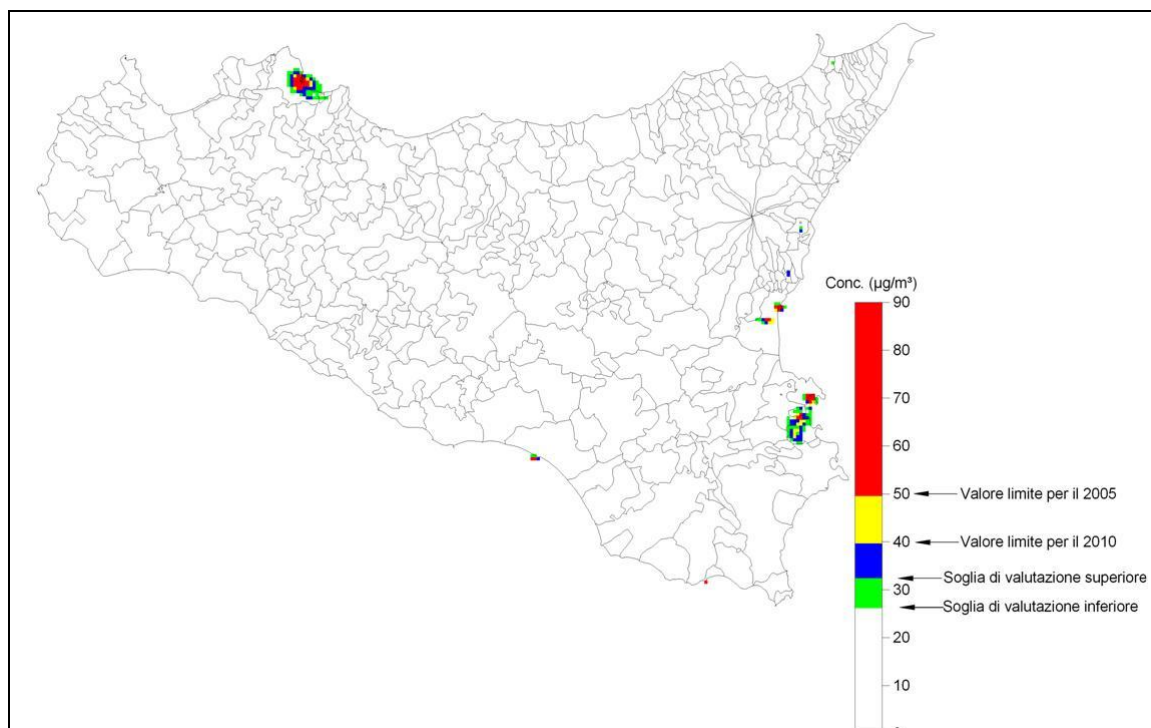 Conc. (µg/m³)
90
80
70
60
50 Valore limite per il 2005
40 Valore limite per il 2010
Soglia di valutazione superiore
30
Soglia di valutazione inferiore
20
10